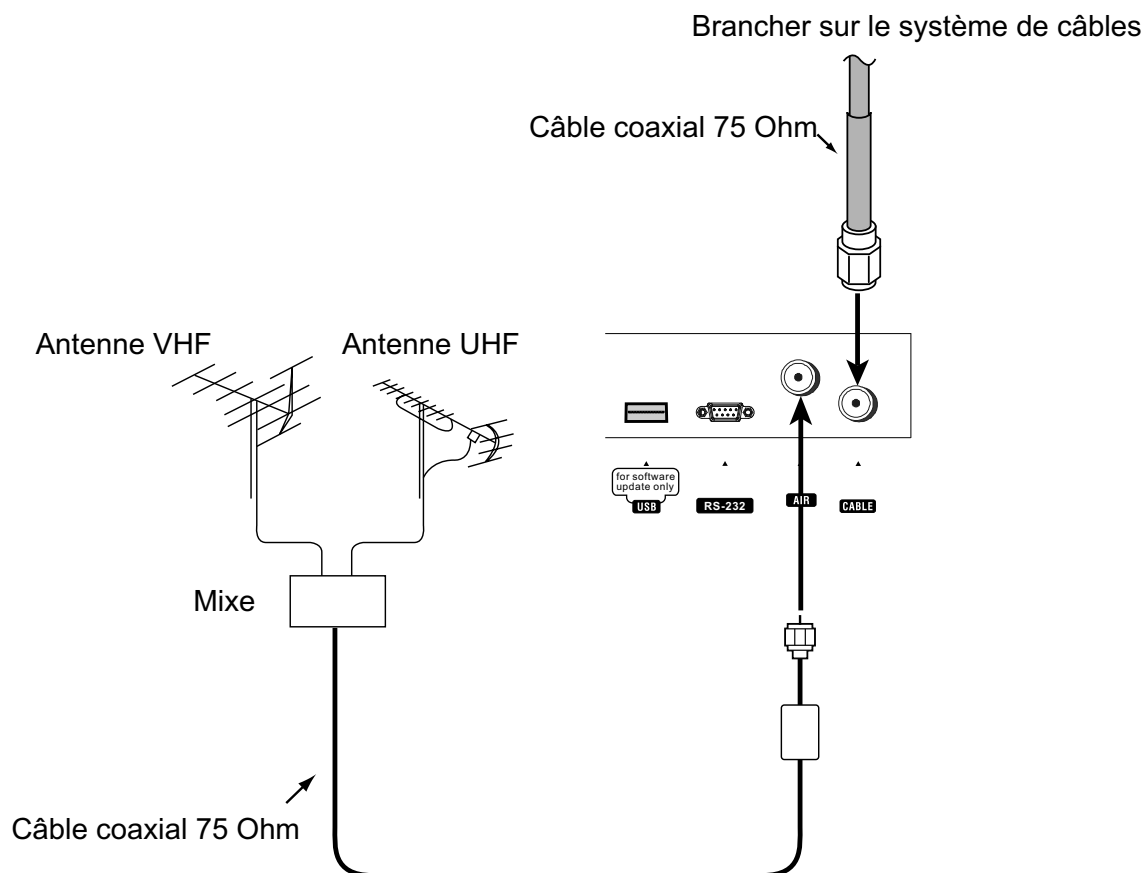 Brancher sur le système de câbles
Câble coaxial 75 Ohm
Antenne VHF
Antenne UHF
for software
update only
USB
RS-232
AIR
CABLE
Mixe
Câble coaxial 75 Ohm